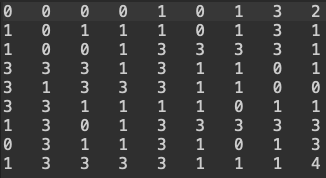 0 0 0 0 1 0 1 3 2
1 0 1 1 1 0 1 3 1
1 0 0 1 3 3 3 3 1
3 3 3 1 3 1 1 0 1
3 1 3 3 3 1 1 0 0
3 3 1 1 1 1 0 1 1
1 3 0 1 3 3 3 3 3
0 3 1 1 3 1 0 1 3
1 3 3 3 3 1 1 1 4